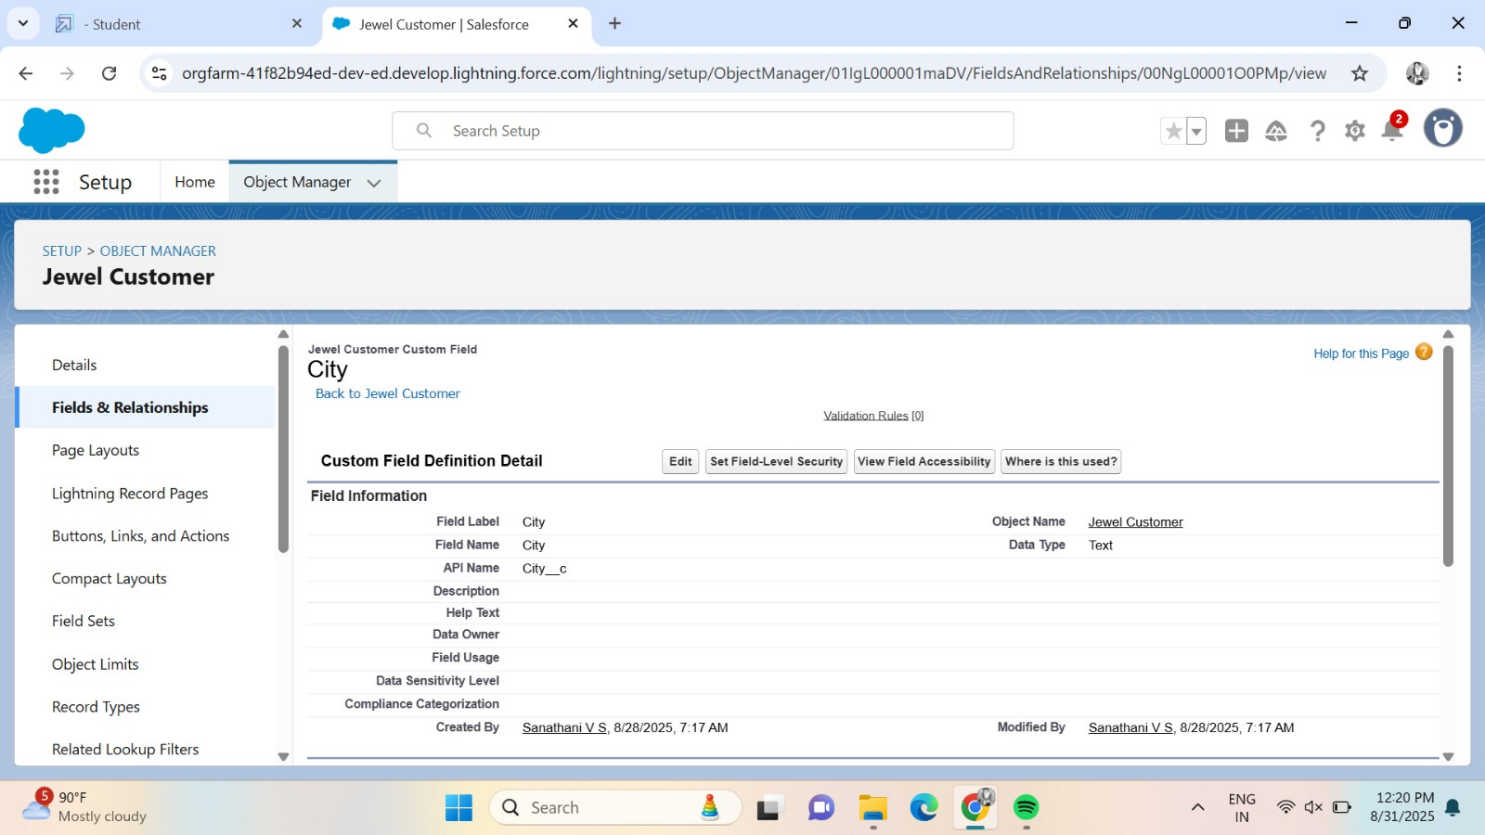 - Student
Jewel Customer | Salesforce
orgfarm-41f82b94ed-dev-ed.develop.lightning.force.com/lightning/setup/ObjectManager/01IgL000001maDV/FieldsAndRelationships/00NgL00001O0PMp/view
Search Setup
2
Setup
Home
Object Manager
SETUP > OBJECT MANAGER
Jewel Customer
Details
Fields & Relationships
Page Layouts
Lightning Record Pages
Buttons, Links, and Actions
Compact Layouts
Field Sets
Object Limits
Record Types
Related Lookup Filters
Jewel Customer Custom Field
City
Back to Jewel Customer
Help for this Page ?
Validation Rules [0]
Custom Field Definition Detail
Edit
Set Field-Level Security
View Field Accessibility
Where is this used?
Field Information
Field Label City
Object Name Jewel Customer
Field Name City
Data Type Text
API Name City__c
Description
Help Text
Data Owner
Field Usage
Data Sensitivity Level
Compliance Categorization
Created By Sanathani V S, 8/28/2025, 7:17 AM
Modified By Sanathani V S, 8/28/2025, 7:17 AM
5
90°F
Mostly cloudy
Search
ENG
IN
12:20 PM
8/31/2025